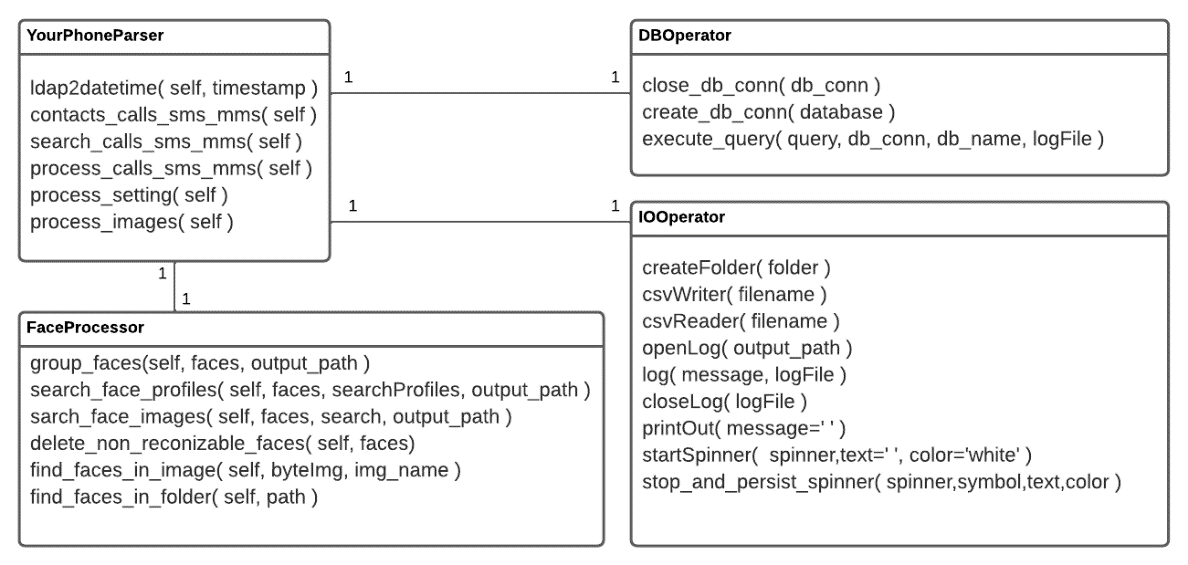 YourPhoneParser
ldap2datetime( self, timestamp )
contacts_calls_sms_mms( self )
search_calls_sms_mms( self )
process_calls_sms_mms( self )
process_setting( self )
process_images( self )
1
1
DBOperator
close_db_conn( db_conn )
create_db_conn( database )
execute_query( query, db_conn, db_name, logFile )
1
1
IOOperator
createFolder( folder )
csvWriter( filename )
csvReader( filename )
openLog( output_path )
log( message, logFile )
closeLog( logFile )
printOut( message=' ' )
startSpinner(  spinner,text=' ', color='white' )
stop_and_persist_spinner( spinner,symbol,text,color )
1
1
FaceProcessor
group_faces(self, faces, output_path )
search_face_profiles( self, faces, searchProfiles, output_path )
sarch_face_images( self, faces, search, output_path )
delete_non_reconizable_faces( self, faces)
find_faces_in_image( self, byteImg, img_name )
find_faces_in_folder( self, path )